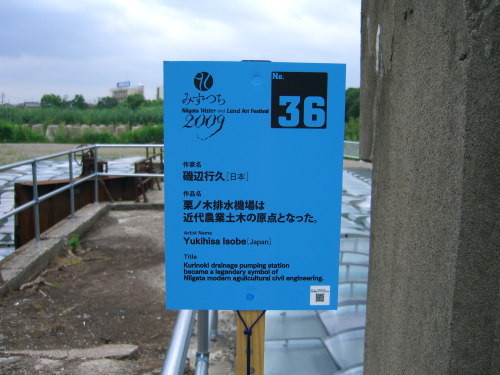 みずつち
Niigata Water and Land Art Festival
2009
No.
36
作家名
磯辺行久[日本]
作品名
栗ノ木排水機場は
近代農業土木の原点となった。
Artist Name
Yukihisa Isobe[Japan]
Title
Kurinoki drainage pumping station
became a legendary symbol of
Niigata modern agulicultural civil engineering.